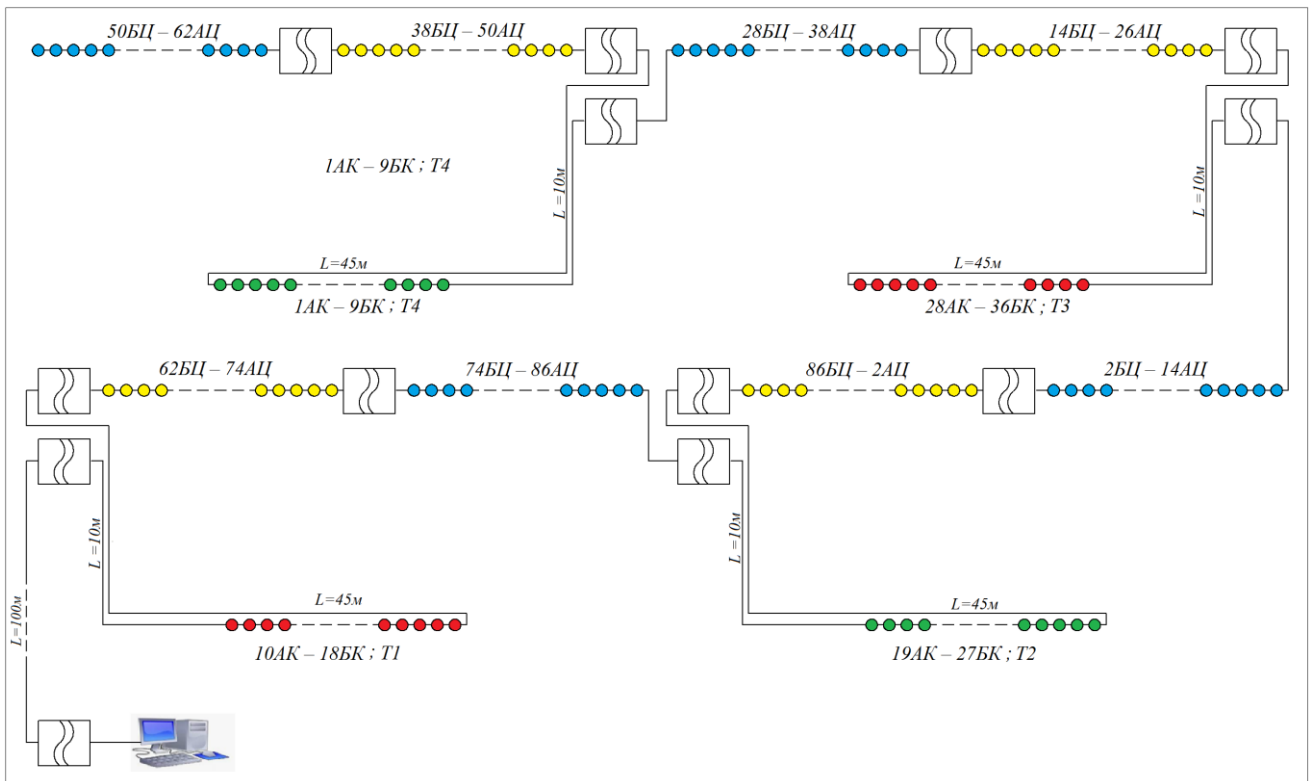 50БЦ – 62АЦ
38БЦ – 50АЦ
28БЦ – 38АЦ
14БЦ – 26АЦ
1АК – 9БК ; Т4
L =10м
L =10м
L=45м
L=45м
1АК – 9БК ; Т4
28АК – 36БК ; Т3
62БЦ – 74АЦ
74БЦ – 86АЦ
86БЦ – 2АЦ
2БЦ – 14АЦ
L =10м
L =10м
L=100м
L=45м
L=45м
10АК – 18БК ; Т1
19АК – 27БК ; Т2